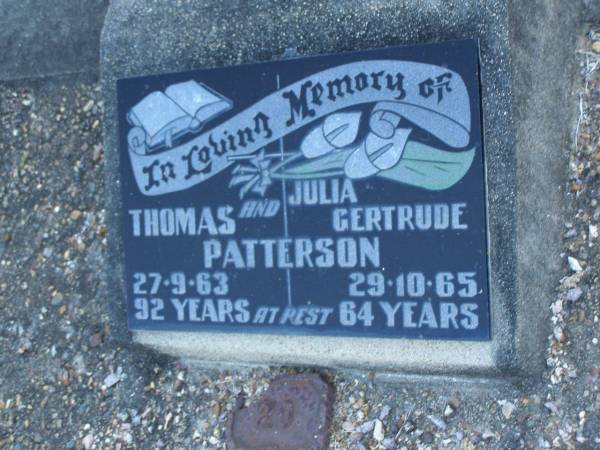 In Loving Memory of
JULIA
THOMAS AND GERTRUDE
PATTERSON
27·9·63 29·10·65
92 YEARS AT REST 64 YEARS